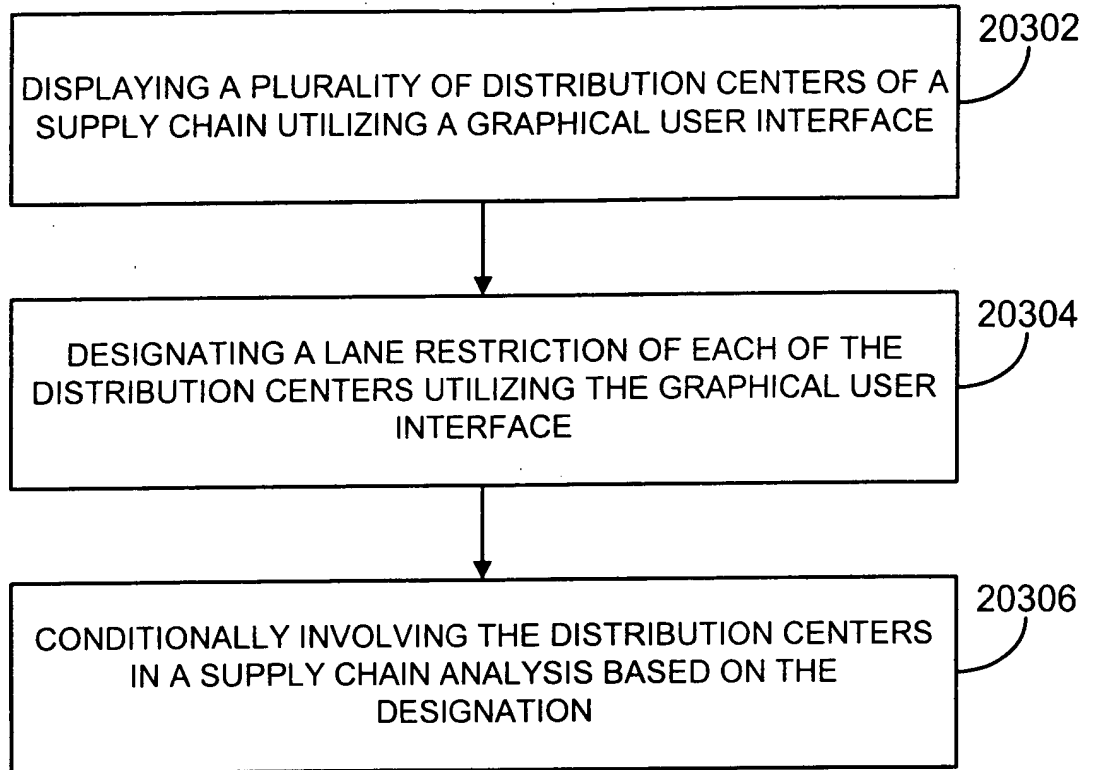 20302
DISPLAYING A PLURALITY OF DISTRIBUTION CENTERS OF A
SUPPLY CHAIN UTILIZING A GRAPHICAL USER INTERFACE
20304
DESIGNATING A LANE RESTRICTION OF EACH OF THE
DISTRIBUTION CENTERS UTILIZING THE GRAPHICAL USER
INTERFACE
20306
CONDITIONALLY INVOLVING THE DISTRIBUTION CENTERS
IN A SUPPLY CHAIN ANALYSIS BASED ON THE
DESIGNATION